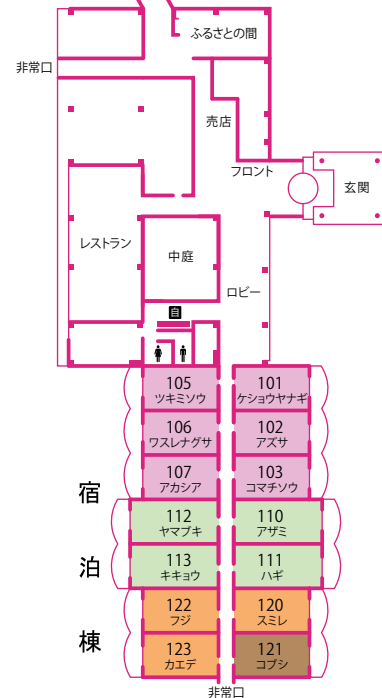 ふるさとの間
非常口
売店
フロント
玄関
レストラン
中庭
ロビー
自
105
ツキミソウ
101
ケショウヤナギ
106
ワスレナグサ
102
アズサ
107
アカシア
103
コマチソウ
宿
112
ヤマブキ
110
アザミ
泊
113
キキョウ
111
ハギ
棟
122
フジ
120
スミレ
123
カエデ
121
コブシ
非常口